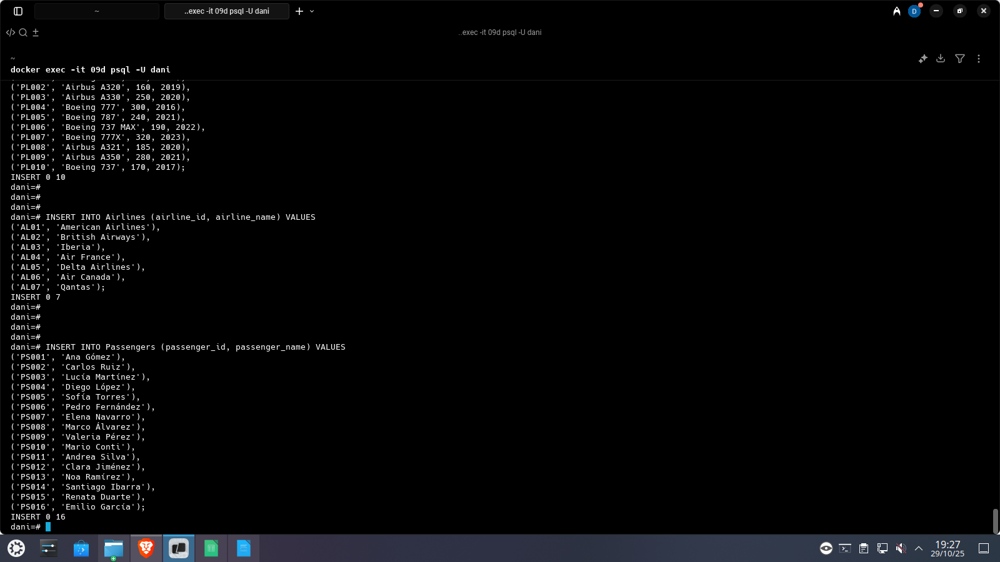 ~
..exec -it 09d psql -U dani
D
..exec -it 09d psql -U dani
~
docker exec -it 09d psql -U dani
('PL002', 'Airbus A320', 160, 2019),
('PL003', 'Airbus A330', 250, 2020),
('PL004', 'Boeing 777', 300, 2016),
('PL005', 'Boeing 787', 240, 2021),
('PL006', 'Boeing 737 MAX', 190, 2022),
('PL007', 'Boeing 777X', 320, 2023),
('PL008', 'Airbus A321', 185, 2020),
('PL009', 'Airbus A350', 280, 2021),
('PL010', 'Boeing 737', 170, 2017);
INSERT 0 10
dani=#
dani=#
dani=#
dani=# INSERT INTO Airlines (airline_id, airline_name) VALUES
('AL01', 'American Airlines'),
('AL02', 'British Airways'),
('AL03', 'Iberia'),
('AL04', 'Air France'),
('AL05', 'Delta Airlines'),
('AL06', 'Air Canada'),
('AL07', 'Qantas');
INSERT 0 7
dani=#
dani=#
dani=#
dani=#
dani=# INSERT INTO Passengers (passenger_id, passenger_name) VALUES
('PS001', 'Ana Gómez'),
('PS002', 'Carlos Ruiz'),
('PS003', 'Lucía Martínez'),
('PS004', 'Diego López'),
('PS005', 'Sofía Torres'),
('PS006', 'Pedro Fernández'),
('PS007', 'Elena Navarro'),
('PS008', 'Marco Álvarez'),
('PS009', 'Valeria Pérez'),
('PS010', 'Mario Conti'),
('PS011', 'Andrea Silva'),
('PS012', 'Clara Jiménez'),
('PS013', 'Noa Ramírez'),
('PS014', 'Santiago Ibarra'),
('PS015', 'Renata Duarte'),
('PS016', 'Emilio García');
INSERT 0 16
dani=#
19:27
29/10/25